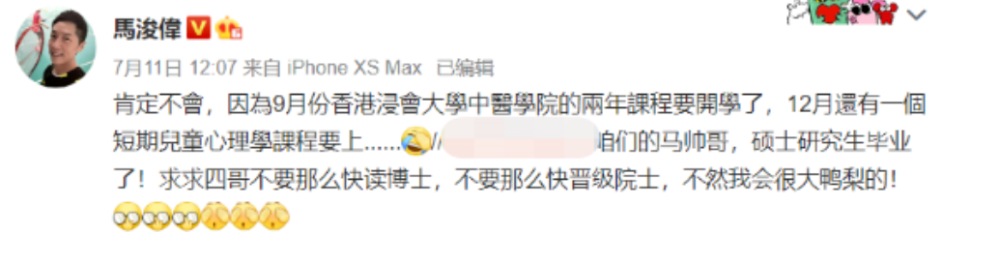 馬浚偉
7月11日 12:07 来自 iPhone XS Max 已编辑
肯定不會，因為9月份香港浸會大學中醫學院的兩年課程要開學了，12月還有一個
短期兒童心理學課程要上......//咱们的马帅哥，硕士研究生毕业
了！求求四哥不要那么快读博士，不要那么快晋级院士，不然我会很大鸭梨的！